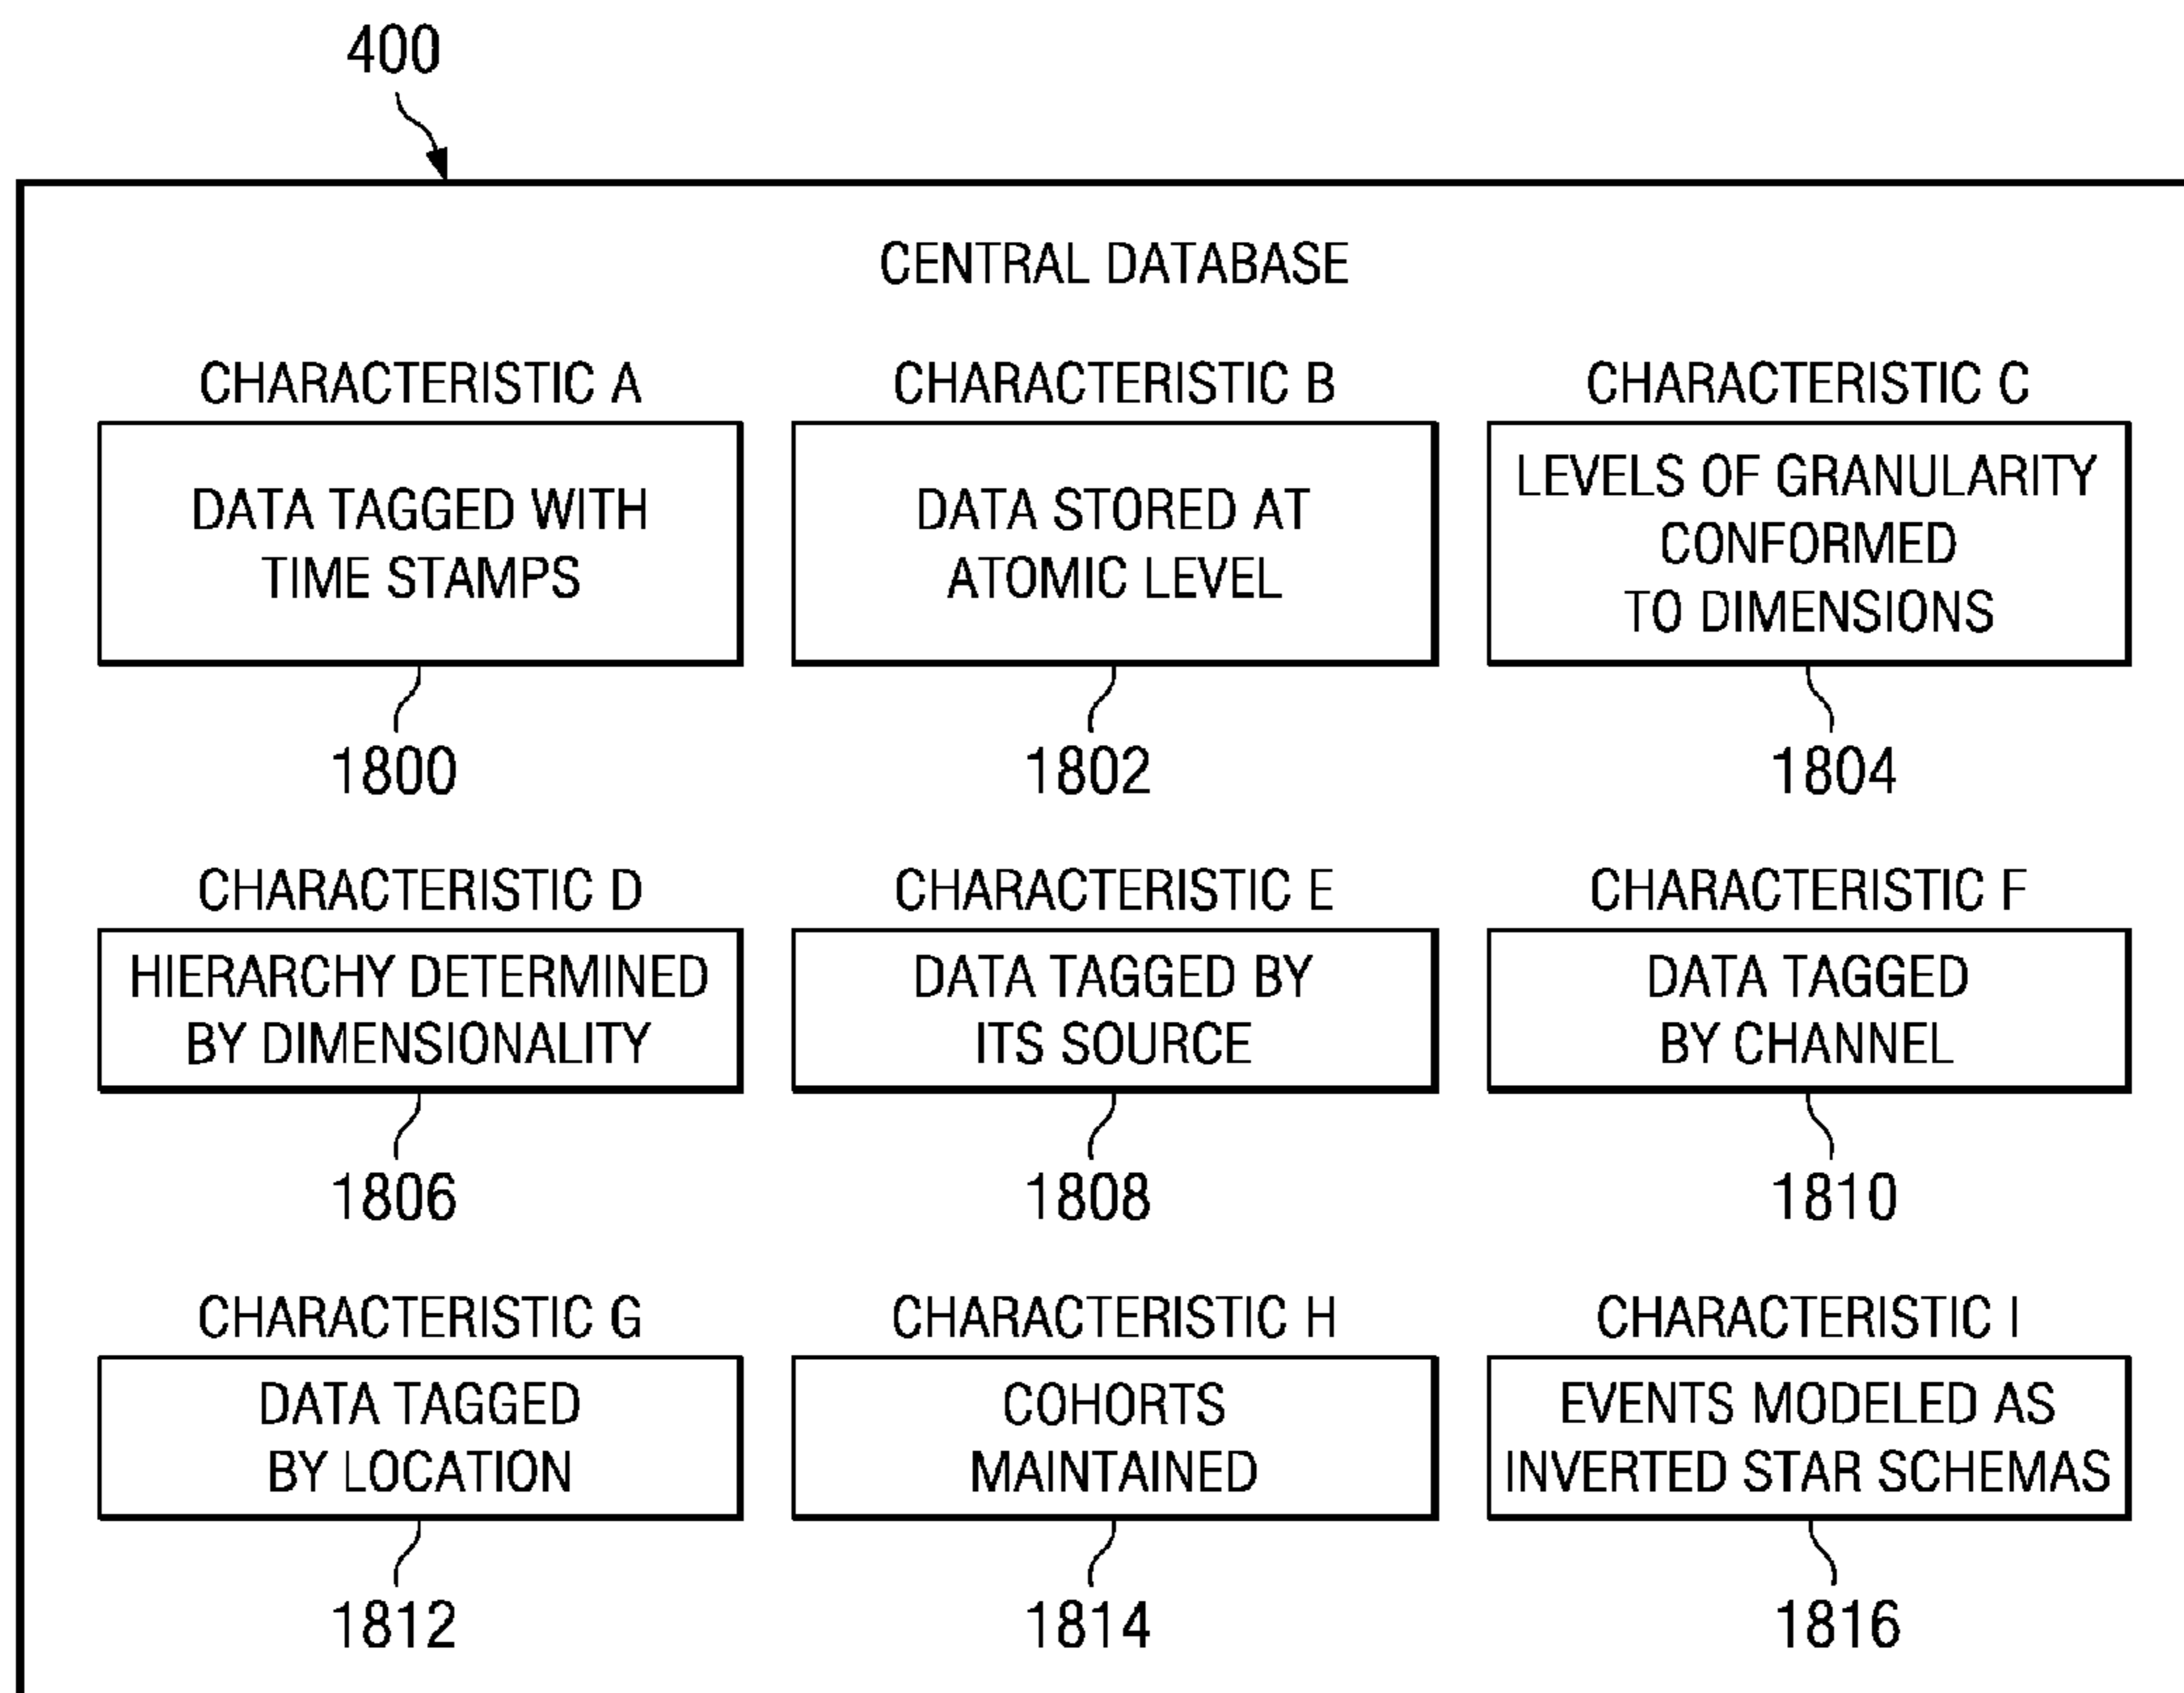 400
CENTRAL DATABASE
CHARACTERISTIC A
DATA TAGGED WITH
TIME STAMPS
1800
CHARACTERISTIC B
DATA STORED AT
ATOMIC LEVEL
1802
CHARACTERISTIC C
LEVELS OF GRANULARITY
CONFORMED
TO DIMENSIONS
1804
CHARACTERISTIC D
HIERARCHY DETERMINED
BY DIMENSIONALITY
1806
CHARACTERISTIC E
DATA TAGGED BY
ITS SOURCE
1808
CHARACTERISTIC F
DATA TAGGED
BY CHANNEL
1810
CHARACTERISTIC G
DATA TAGGED
BY LOCATION
1812
CHARACTERISTIC H
COHORTS
MAINTAINED
1814
CHARACTERISTIC I
EVENTS MODELED AS
INVERTED STAR SCHEMAS
1816